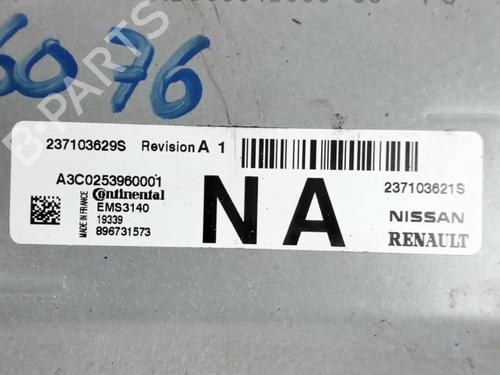 6076
B-PARTS
237103629S Revision A 1
A3C0253960001
Continental
EMS3140
19339
896731573
MADE IN FRANCE
NA
237103621S
NISSAN
RENAULT